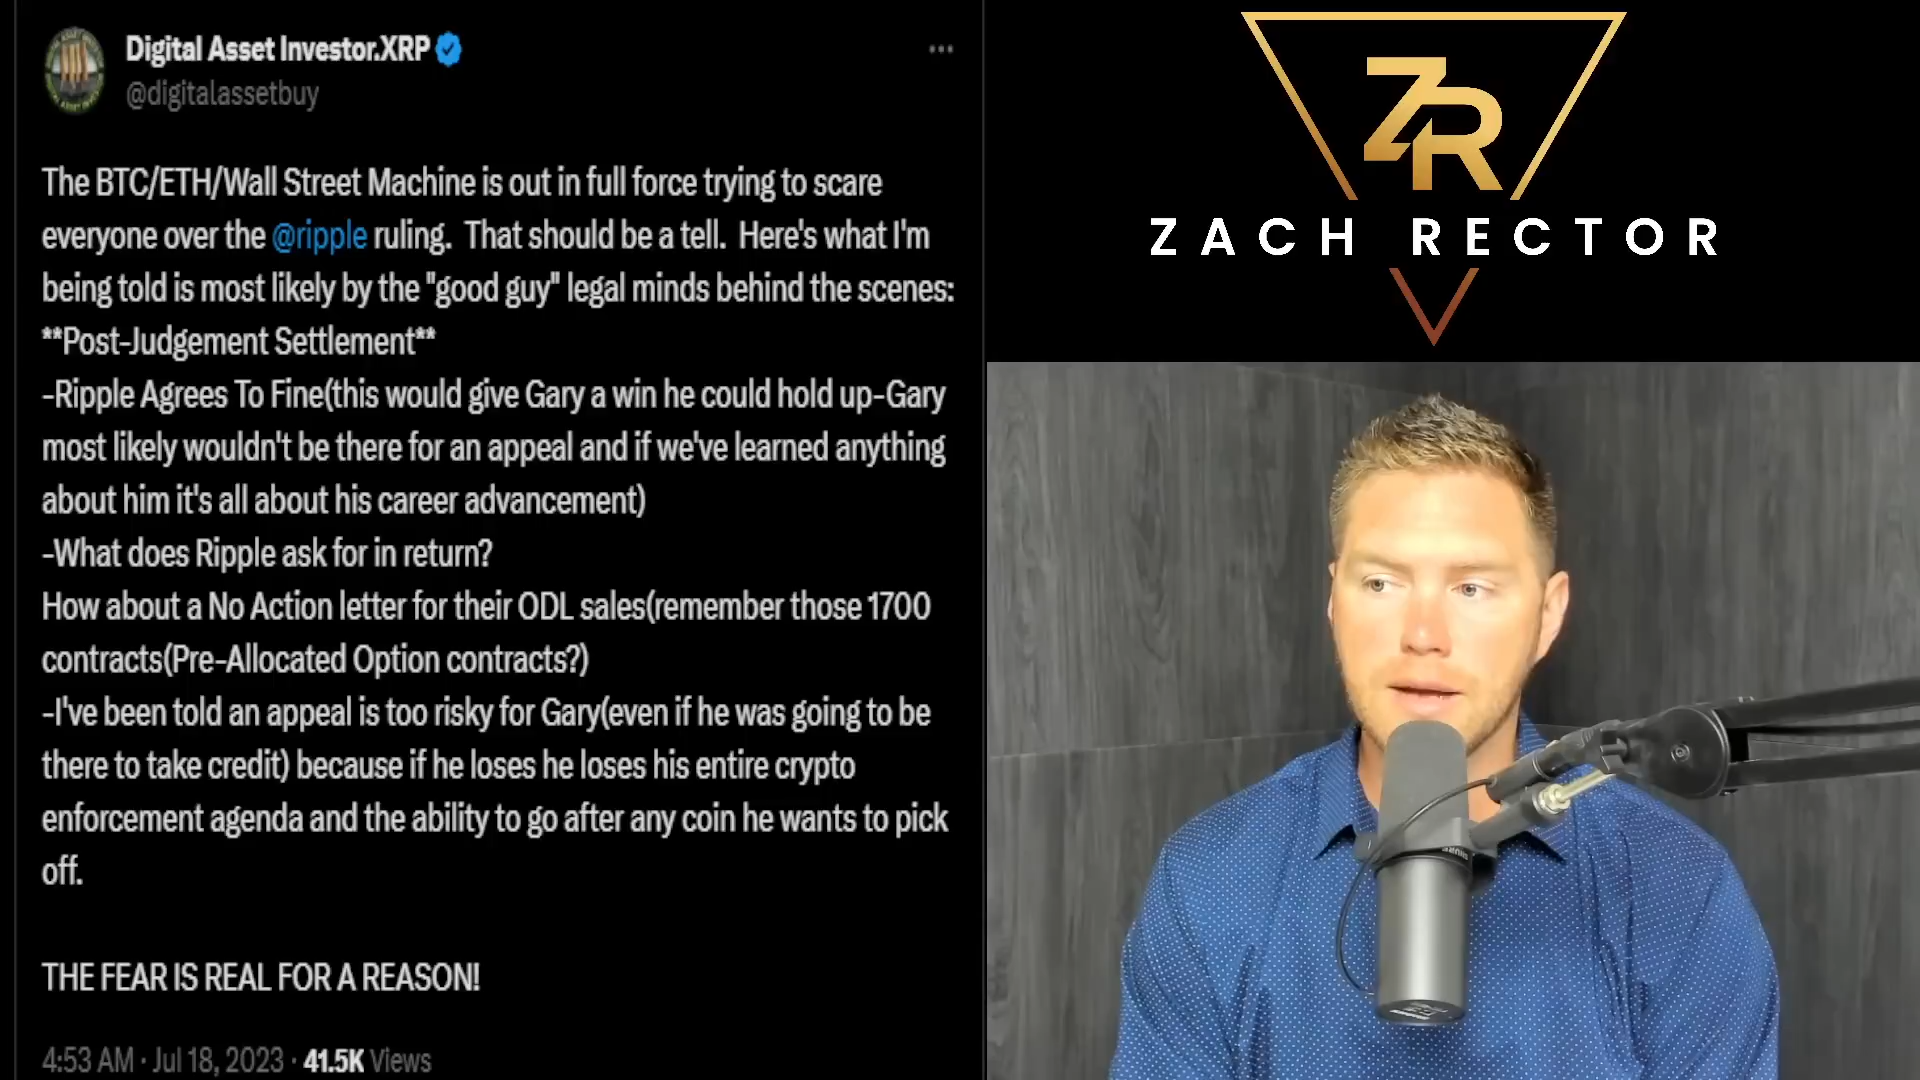 Digital Asset Investor.XRP
@digitalassetbuy
The BTC/ETH/Wall Street Machine is out in full force trying to scare
everyone over the @ripple ruling.  That should be a tell.  Here's what I'm
being told is most likely by the "good guy" legal minds behind the scenes:
**Post-Judgement Settlement**
-Ripple Agrees To Fine(this would give Gary a win he could hold up-Gary
most likely wouldn't be there for an appeal and if we've learned anything
about him it's all about his career advancement)
-What does Ripple ask for in return?
How about a No Action letter for their ODL sales(remember those 1700
contracts(Pre-Allocated Option contracts?)
-I've been told an appeal is too risky for Gary(even if he was going to be
there to take credit) because if he loses he loses his entire crypto
enforcement agenda and the ability to go after any coin he wants to pick
off.
THE FEAR IS REAL FOR A REASON!
4:53 AM · Jul 18, 2023 · 41.5K Views
ZR
ZACH RECTOR
SHURE